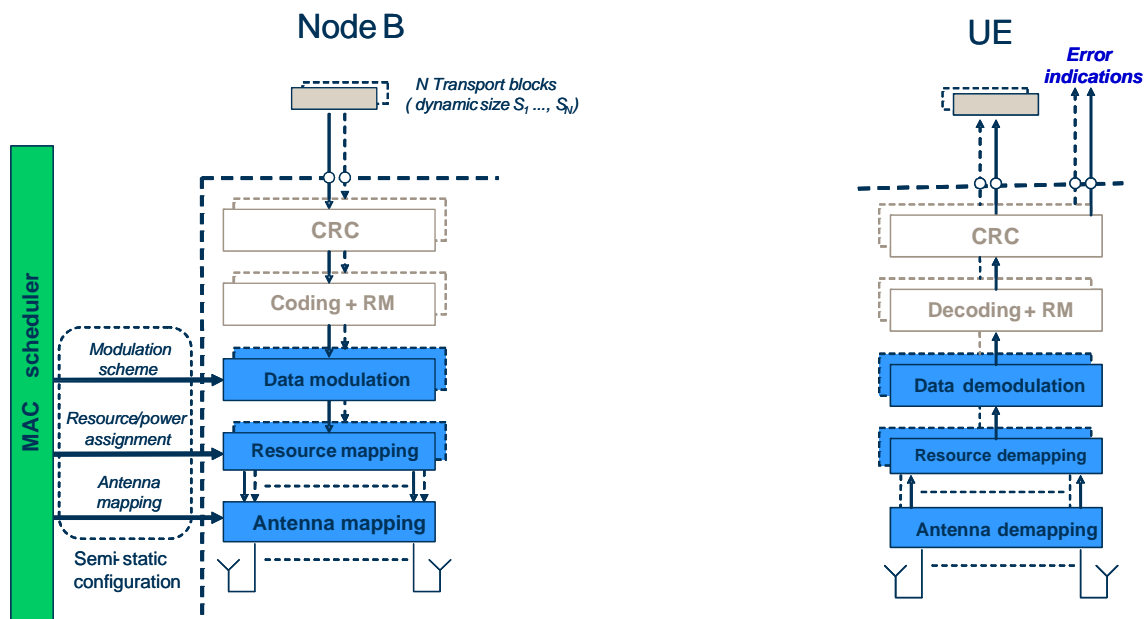 Node B
UE
N Transport blocks
( dynamic size S1 ..., SN)
Error
indications
MAC scheduler
CRC
Coding + RM
Modulation
scheme
Data modulation
Resource/power
assignment
Resource mapping
Antenna
mapping
Antenna mapping
Semi-static
configuration
CRC
Decoding + RM
Data demodulation
Resource demapping
Antenna demapping